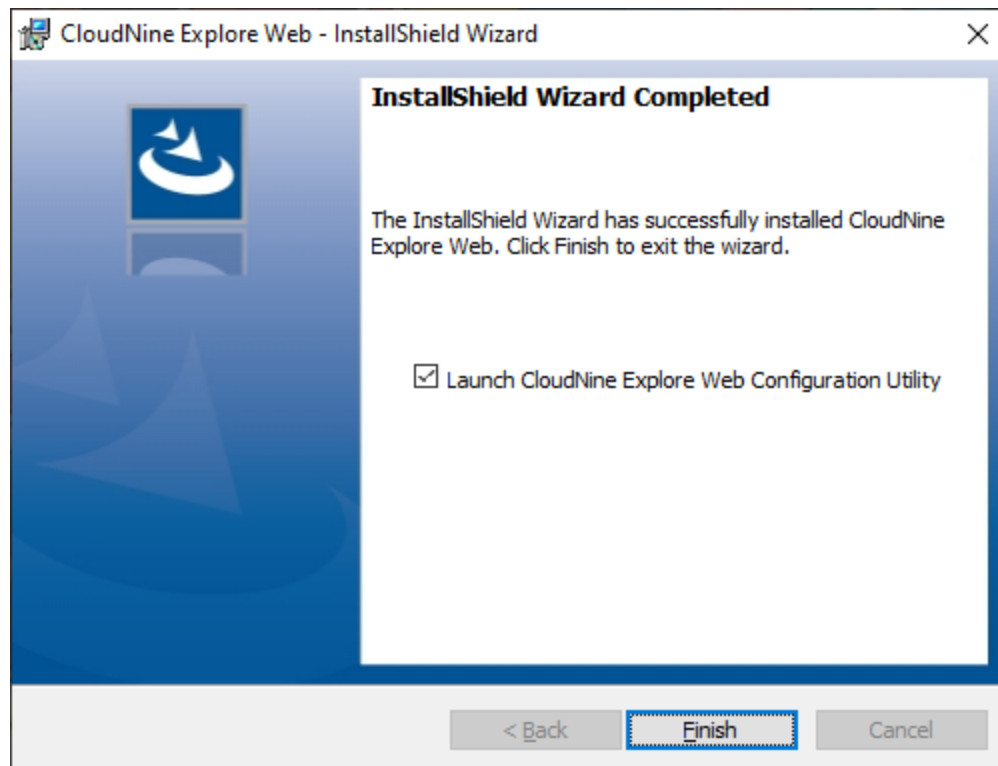 CloudNine Explore Web - InstallShield Wizard
InstallShield Wizard Completed
The InstallShield Wizard has successfully installed CloudNine
Explore Web. Click Finish to exit the wizard.
Launch CloudNine Explore Web Configuration Utility
< Back
Finish
Cancel